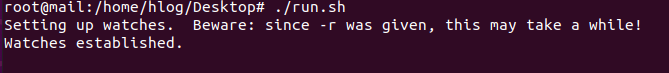 root@mail:/home/hlog/Desktop# ./run.sh
Setting up watches.  Beware: since -r was given, this may take a while!
Watches established.